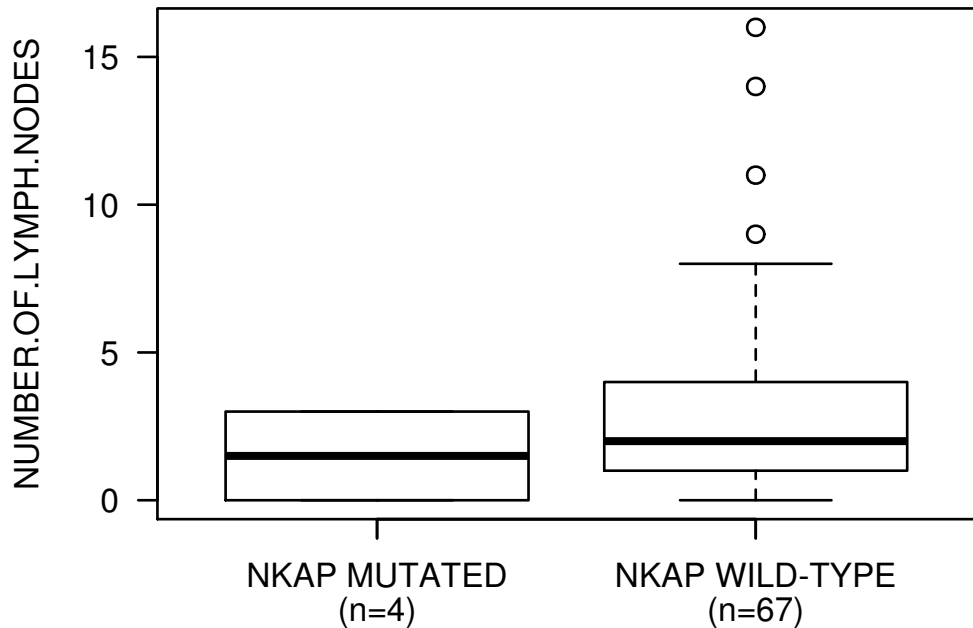 NUMBER.OF.LYMPH.NODES
15
10
5
0
NKAP MUTATED
(n=4)
NKAP WILD-TYPE
(n=67)